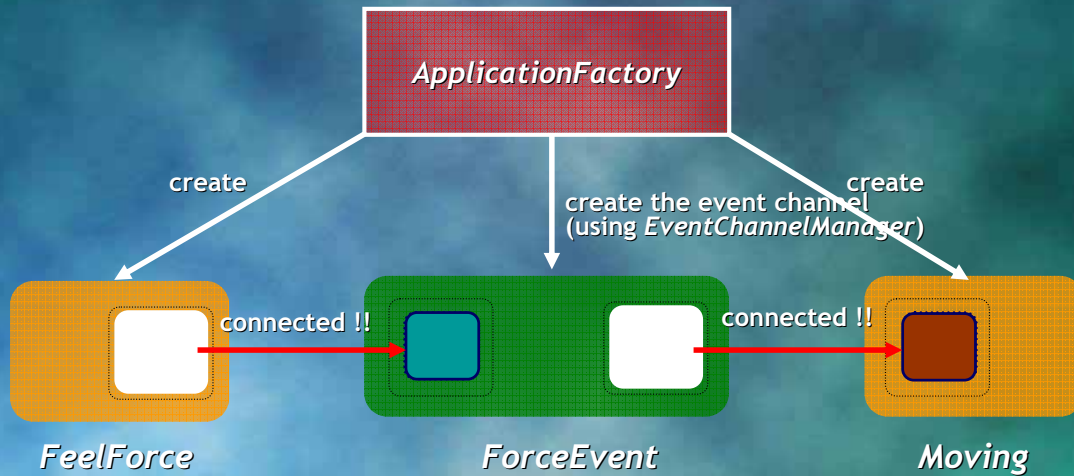 ApplicationFactory
create
create
create the event channel
(using EventChannelManager)
connected !!
connected !!
FeelForce
ForceEvent
Moving